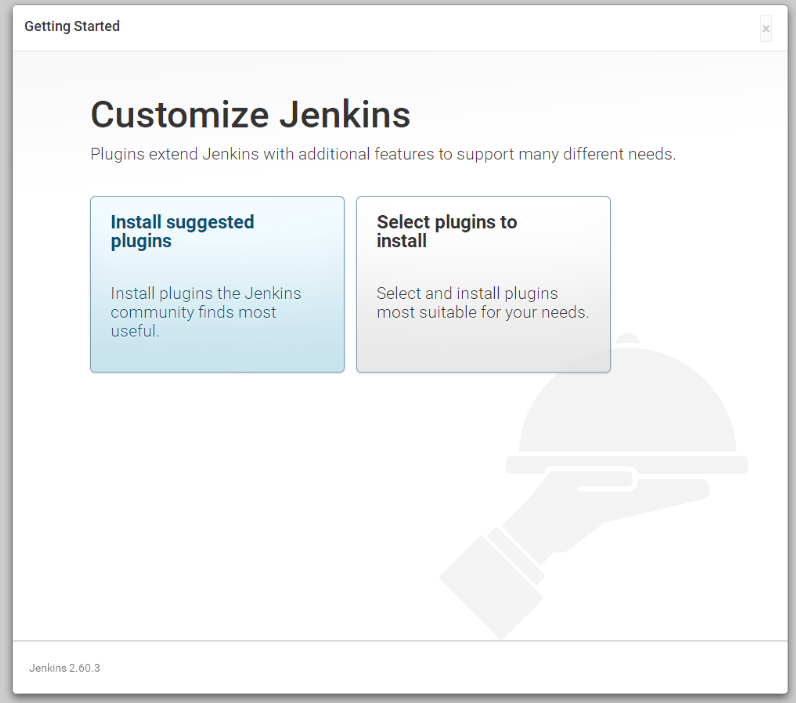 Getting Started
×
Customize Jenkins
Plugins extend Jenkins with additional features to support many different needs.
Install suggested
plugins
Install plugins the Jenkins
community finds most
useful.
Select plugins to
install
Select and install plugins
most suitable for your needs.
Jenkins 2.60.3